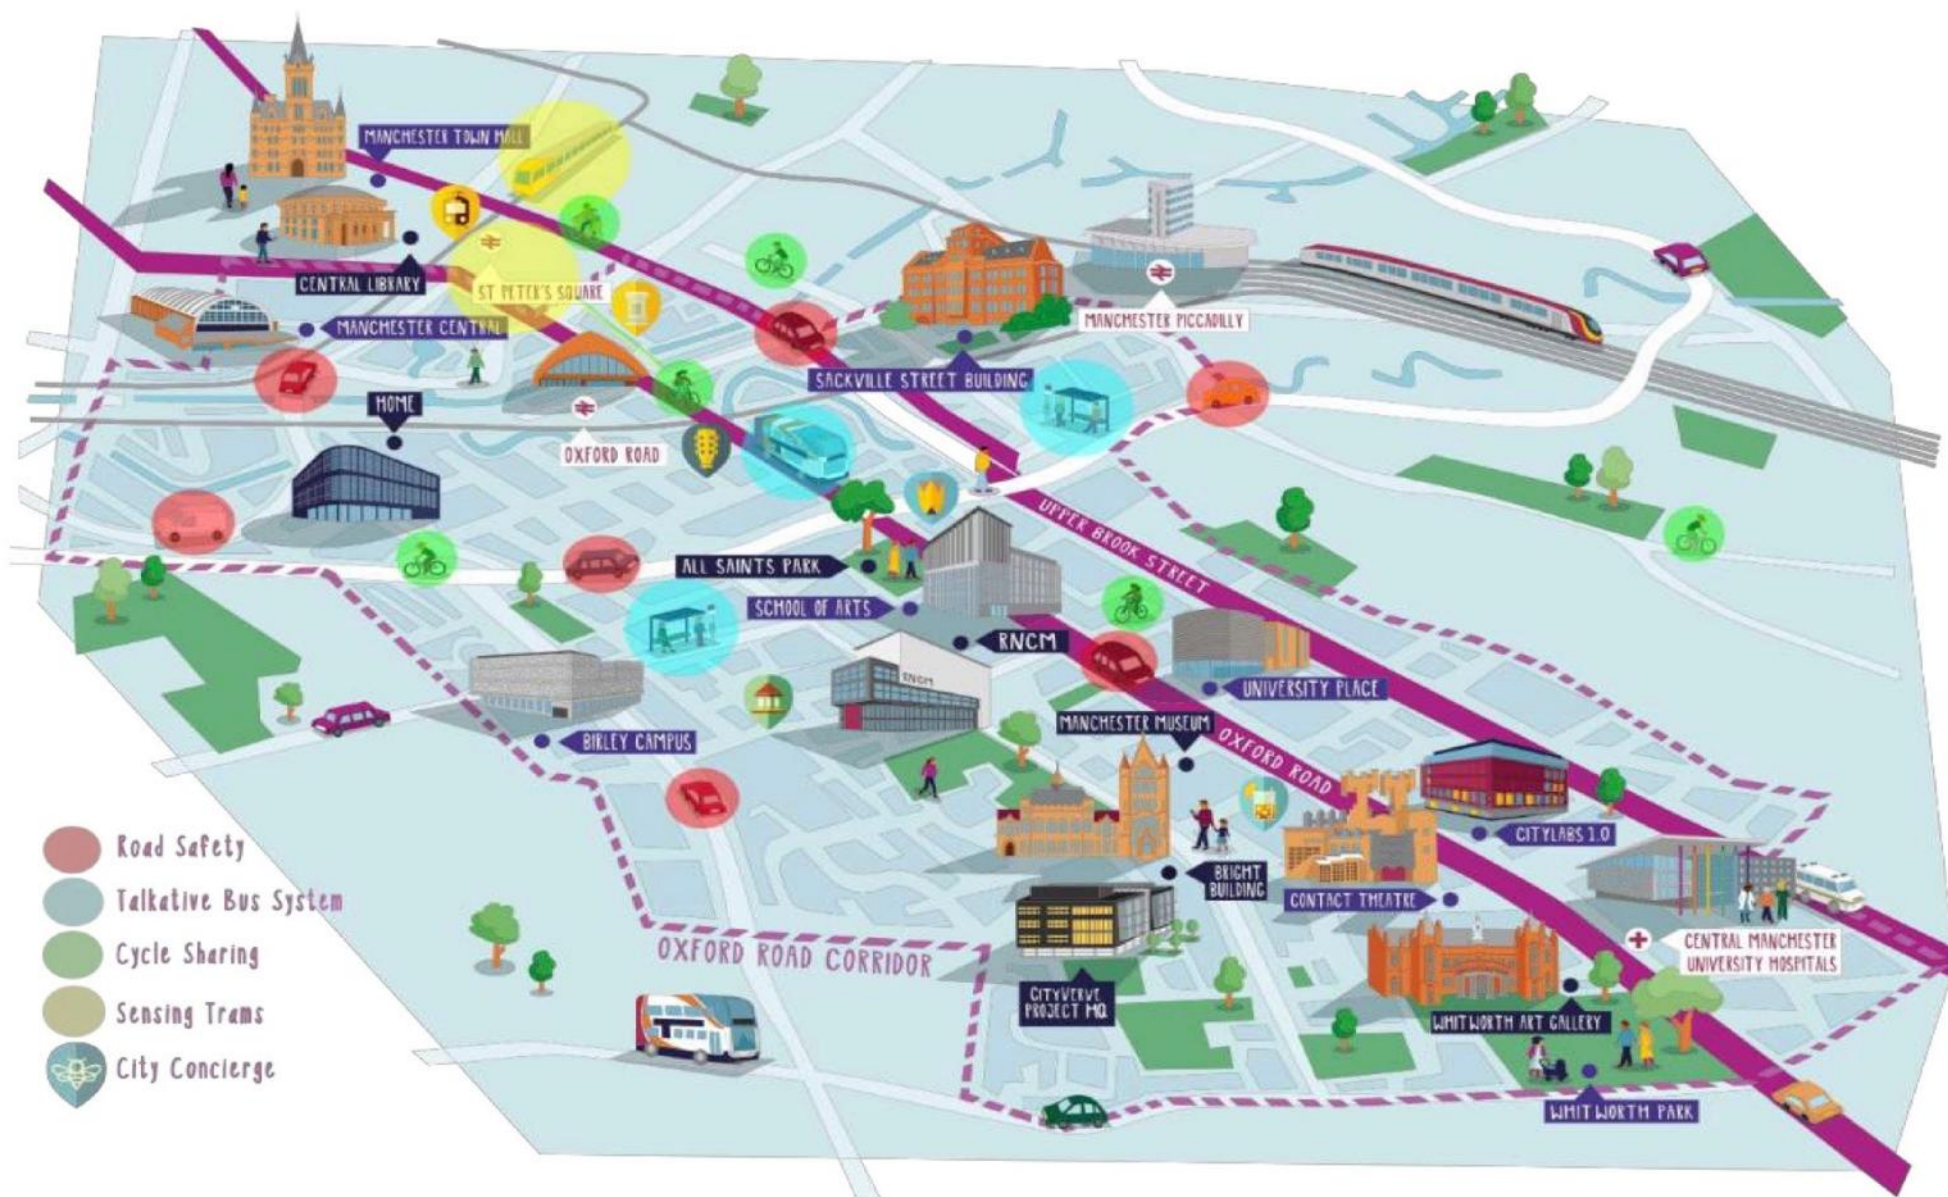 MANCHESTER TOWN HALL
CENTRAL LIBRARY
ST PETER'S SQUARE
MANCHESTER CENTRAL
MANCHESTER PICCADILLY
SACKVILLE STREET BUILDING
HOME
OXFORD ROAD
UPPER BROOK STREET
ALL SAINTS PARK
SCHOOL OF ARTS
RNCM
RNCM
UNIVERSITY PLACE
MANCHESTER MUSEUM
BIRLEY CAMPUS
OXFORD ROAD
CITYLABS 1.0
BRIGHT
BUILDING
CONTACT THEATRE
CENTRAL MANCHESTER
UNIVERSITY HOSPITALS
OXFORD ROAD CORRIDOR
CITYVERVE
PROJECT HQ
WHITWORTH ART GALLERY
WHITWORTH PARK
Road Safety
Talkative Bus System
Cycle Sharing
Sensing Trams
City Concierge